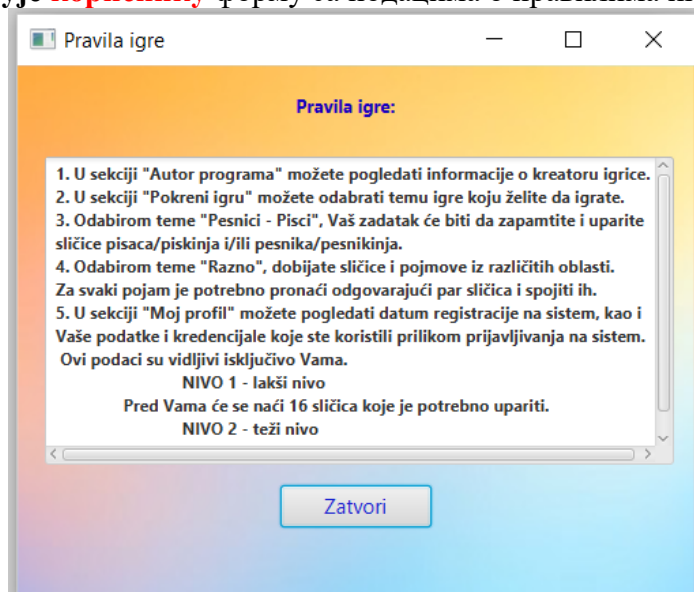 кориснику форму са подацима о правилима
Pravila igre
Pravila igre:
1. U sekciji "Autor programa" možete pogledati informacije o kreatoru igrice.
2. U sekciji "Pokreni igru" možete odabrati temu igre koju želite da igrate.
3. Odabirom teme "Pesnici - Pisci", Vaš zadatak će biti da zapamtite i uparite
sličice pisaca/piskinja i/ili pesnika/pesnikinja.
4. Odabirom teme "Razno", dobijate sličice i pojmove iz različitih oblasti.
Za svaki pojam je potrebno pronaći odgovarajući par sličica i spojiti ih.
5. U sekciji "Moj profil" možete pogledati datum registracije na sistem, kao i
Vaše podatke i kredencijale koje ste koristili prilikom prijavljivanja na sistem.
Ovi podaci su vidljivi isključivo Vama.
NIVO 1 - lakši nivo
Pred Vama će se naći 16 sličica koje je potrebno upariti.
NIVO 2 - teži nivo
Zatvori